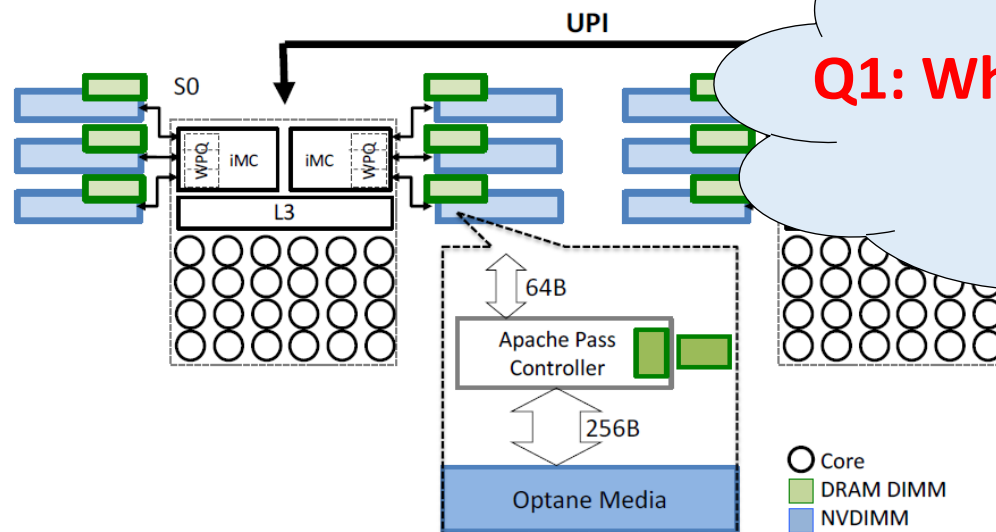 UPI
Q1: Wh
S0
WPQ
iMC
iMC
WPQ
L3
64B
Apache Pass
Controller
256B
Optane Media
Core
DRAM DIMM
NVDIMM